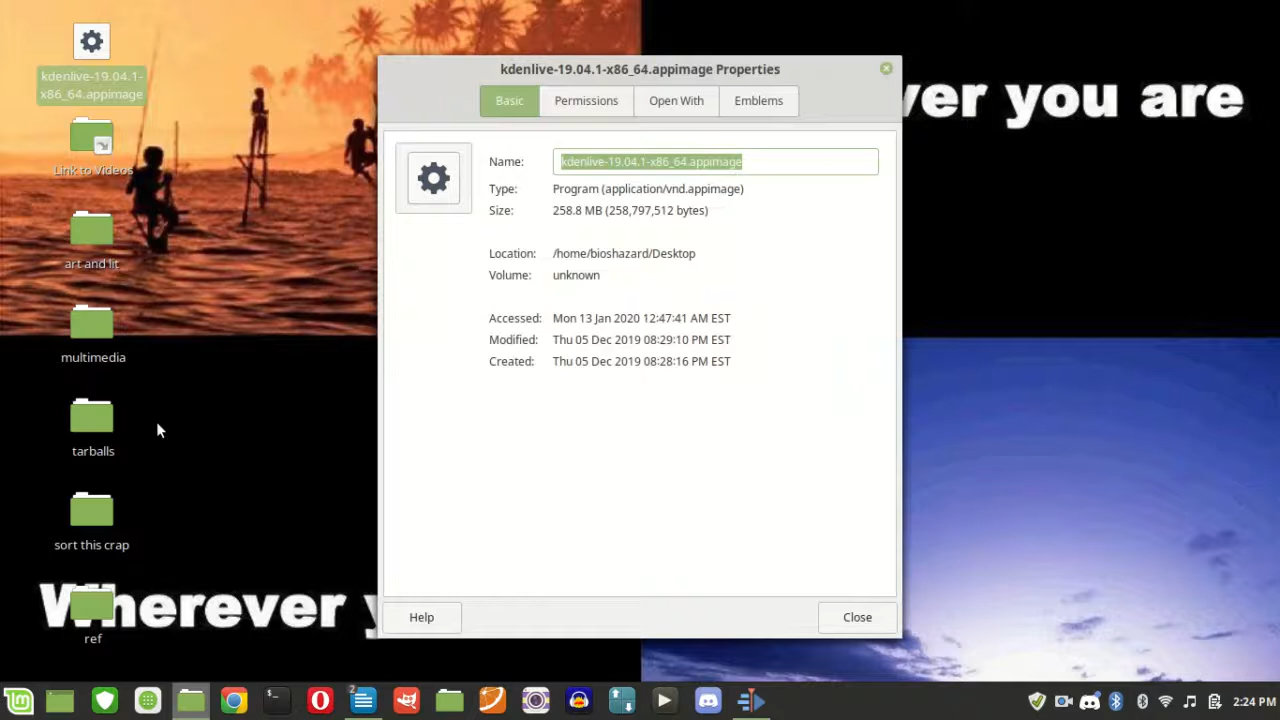 kdenlive-19.04.1-
x86_64.appimage
Link to Videos
art and lit
multimedia
tarballs
sort this crap
ref
ver you are
Wherever y
kdenlive-19.04.1-x86_64.appimage Properties
Basic Permissions Open With Emblems
Name: kdenlive-19.04.1-x86_64.appimage
Type: Program (application/vnd.appimage)
Size: 258.8 MB (258,797,512 bytes)
Location: /home/bioshazard/Desktop
Volume: unknown
Accessed: Mon 13 Jan 2020 12:47:41 AM EST
Modified: Thu 05 Dec 2019 08:29:10 PM EST
Created: Thu 05 Dec 2019 08:28:16 PM EST
Help Close
2
2:24 PM